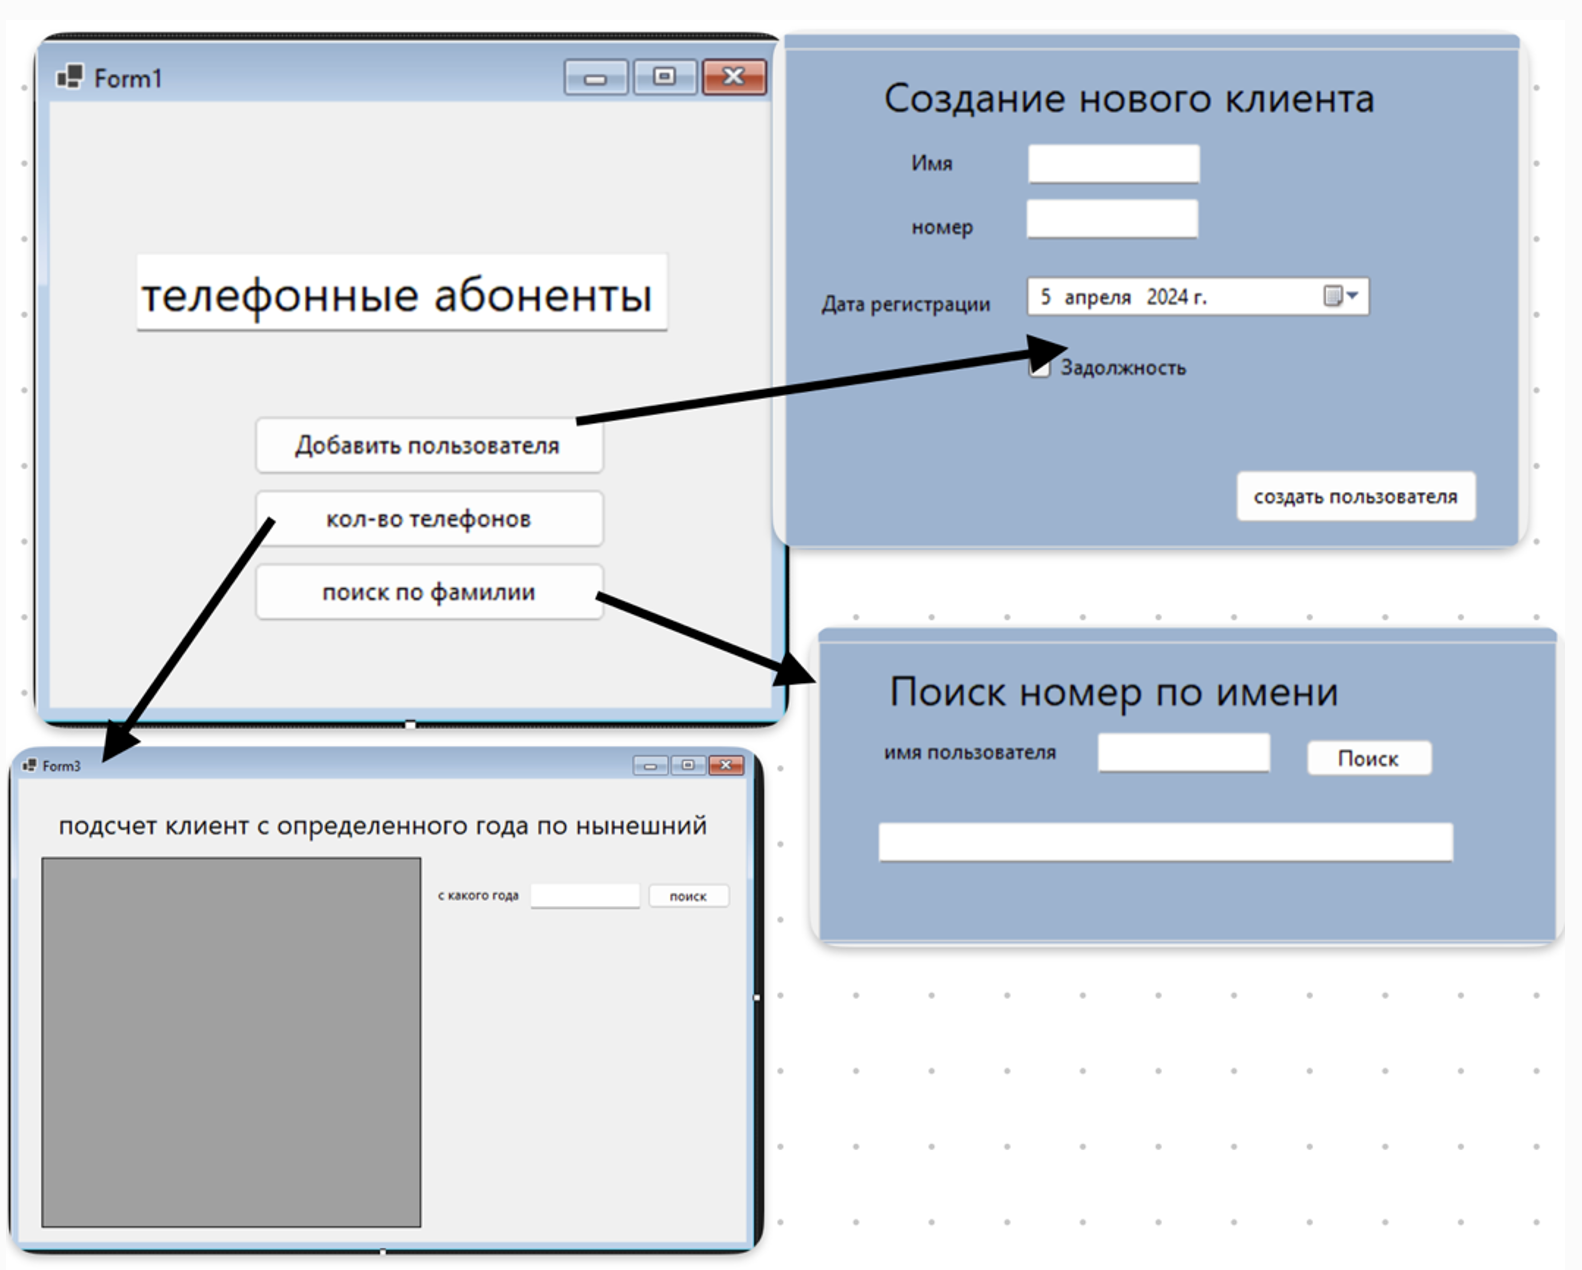 Form1
телефонные абоненты
Добавить пользователя
кол-во телефонов
поиск по фамилии
Создание нового клиента
Имя
номер
Дата регистрации
5 апреля 2024 г.
Задолжность
создать пользователя
Поиск номер по имени
имя пользователя
Поиск
Form3
подсчет клиент с определенного года по нынешний
с какого года
поиск